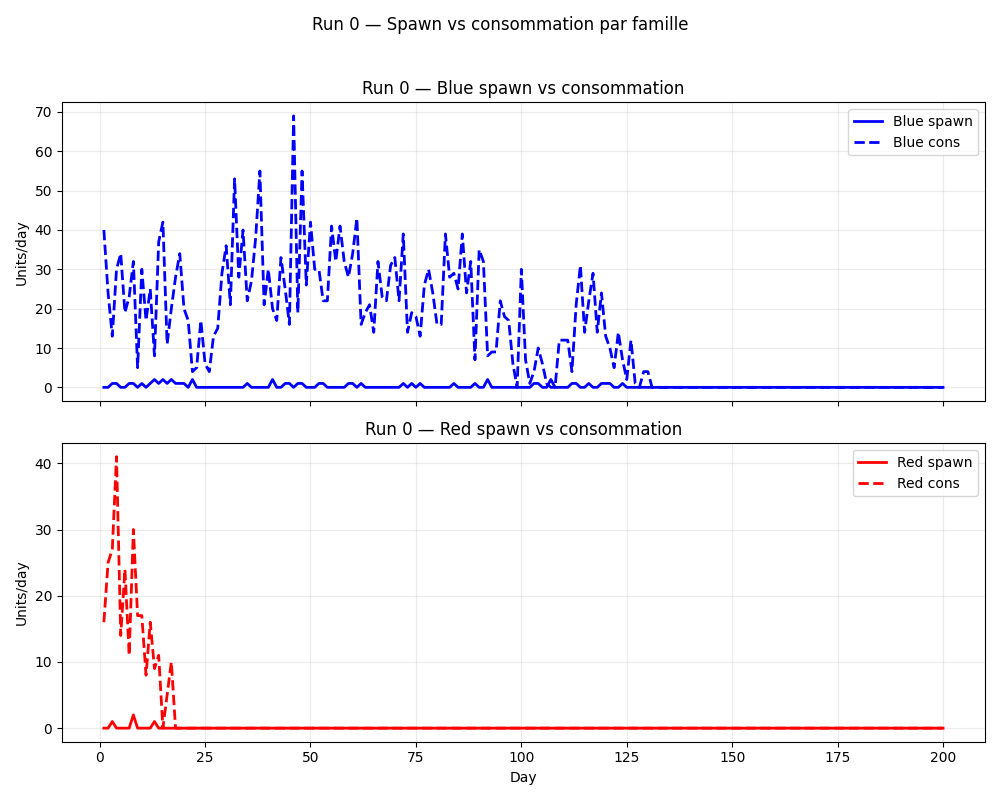 Run 0 — Spawn vs consommation par famille
Run 0 — Blue spawn vs consommation
70
60
50
40
30
20
10
0
Units/day
Blue spawn
Blue cons
Run 0 — Red spawn vs consommation
40
30
20
10
0
Units/day
Red spawn
Red cons
0 25 50 75 100 125 150 175 200
Day